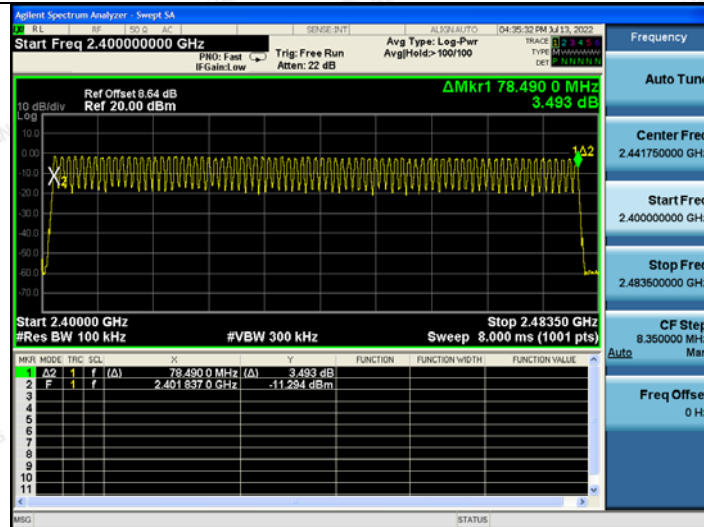 Agilent Spectrum Analyzer - Swept SA
RL RF 50 Ω AC SENSE:INT ALIGNAUTO 04:35:32 PM Jul 13, 2022
Start Freq 2.400000000 GHz
PNO: Fast
IFGain:Low
Trig: Free Run
Atten: 22 dB
Avg Type: Log-Pwr
Avg|Hold:>100/100
TRACE 1 2 3 4 5 6
TYPE M
DET P N N N N N
ΔMkr1 78.490 0 MHz
3.493 dB
Ref Offset 8.64 dB
10 dB/div Ref 20.00 dBm
Log
10.0
0.00
-10.0
-20.0
-30.0
-40.0
-50.0
-60.0
-70.0
1Δ2
X2
Start 2.40000 GHz Stop 2.48350 GHz
#Res BW 100 kHz #VBW 300 kHz Sweep 8.000 ms (1001 pts)
MKR MODE TRC SCL X Y FUNCTION FUNCTION WIDTH FUNCTION VALUE
1 Δ2 1 f (Δ) 78.490 0 MHz (Δ) 3.493 dB
2 F 1 f 2.401 837 0 GHz -11.294 dBm
3
4
5
6
7
8
9
10
11
MSG STATUS
Frequency
Auto Tune
Center Freq
2.441750000 GHz
Start Freq
2.400000000 GHz
Stop Freq
2.483500000 GHz
CF Step
8.350000 MHz
Auto Man
Freq Offse
0 Hz